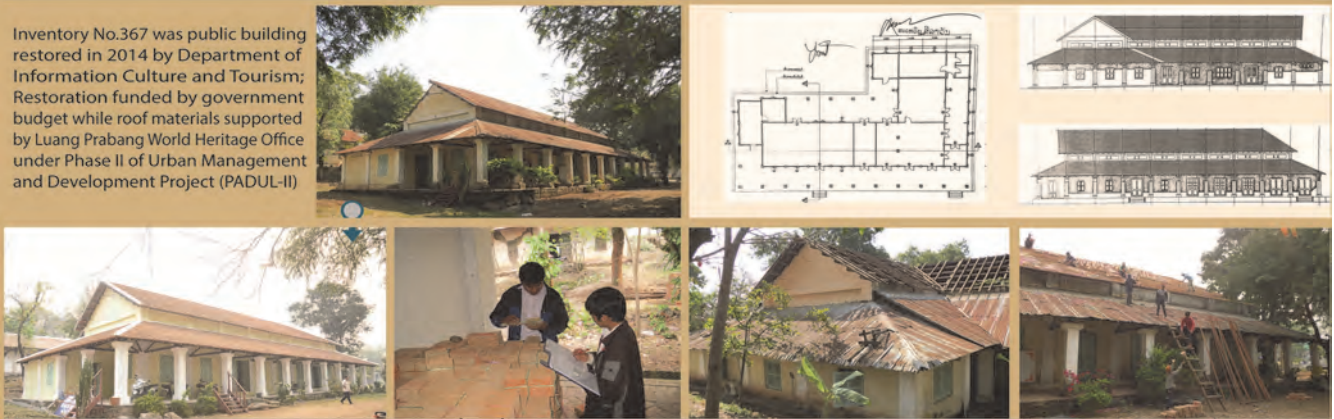 Inventory No.367 was public building
restored in 2014 by Department of
Information Culture and Tourism;
Restoration funded by government
budget while roof materials supported
by Luang Prabang World Heritage Office
under Phase II of Urban Management
and Development Project (PADUL-II)